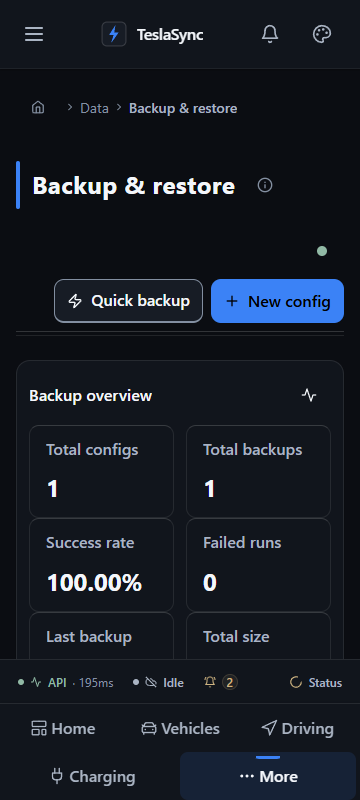 TeslaSync
Data Backup & restore
Backup & restore
Quick backup New config
Backup overview
Total configs Total backups
1 1
Success rate Failed runs
100.00% 0
Last backup Total size
API · 195ms Idle 2 Status
Home Vehicles Driving
Charging More